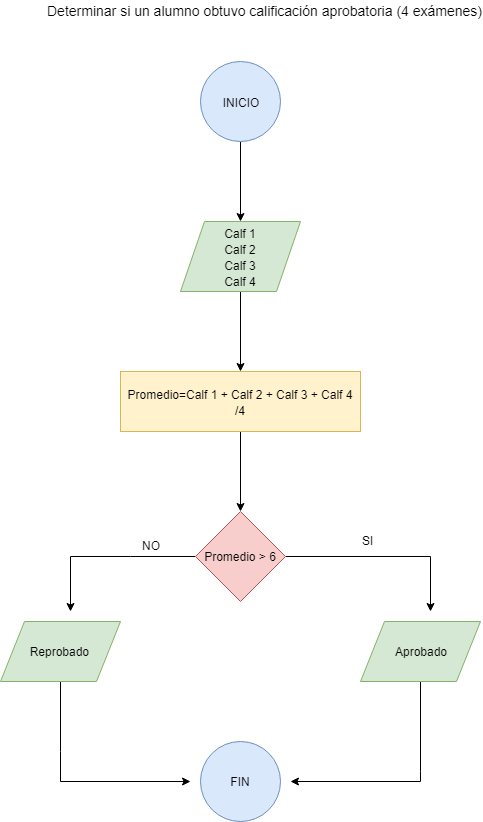 Determinar si un alumno obtuvo calificación aprobatoria (4 exámenes)
INICIO
Calf 1
Calf 2
Calf 3
Calf 4
Promedio=Calf 1 + Calf 2 + Calf 3 + Calf 4
/4
NO
SI
Promedio > 6
Reprobado
Aprobado
FIN